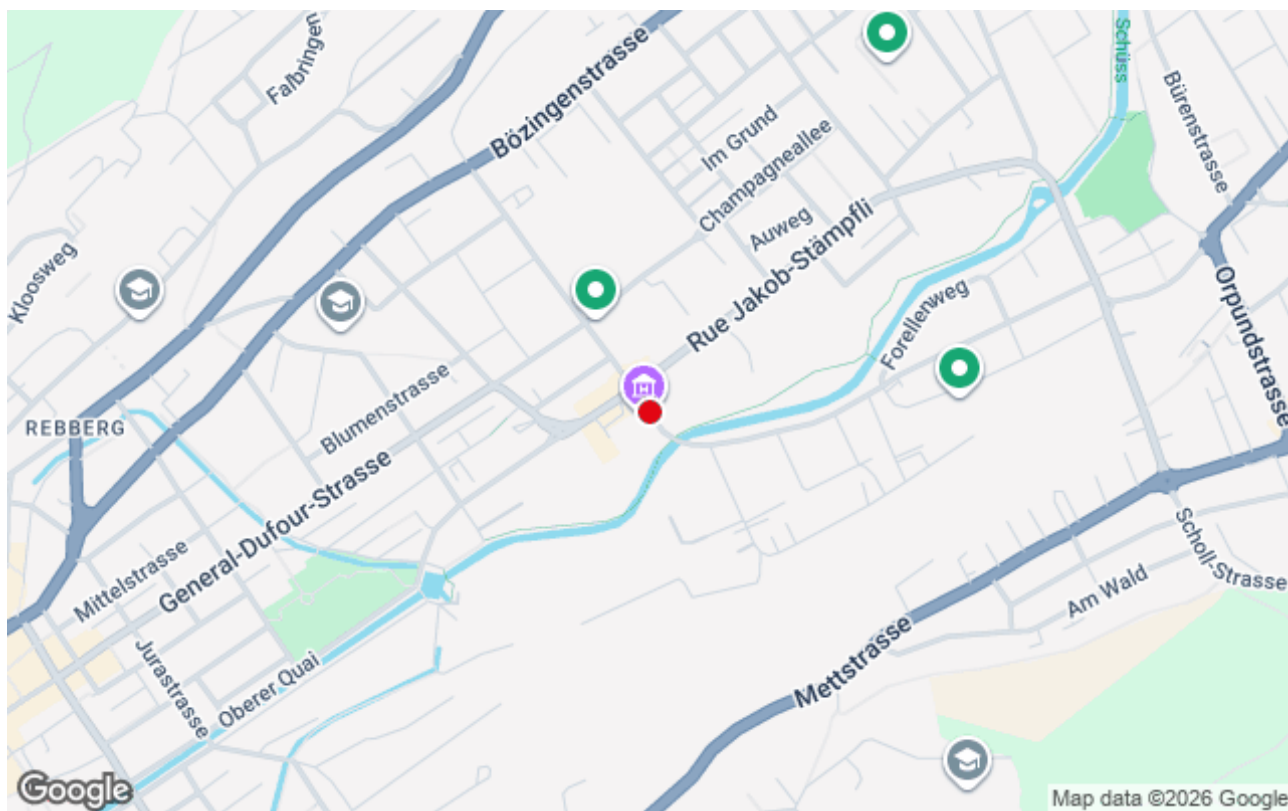 Falbringen
Bözingenstrasse
Schüss
Bürenstrasse
Im Grund
Champagneallee
Auweg
Kloosweg
Rue Jakob-Stämpfli
Orpundstrasse
Forellenweg
REBBERG
Blumenstrasse
General-Dufour-Strasse
Mittelstrasse
Scholl-Strasse
Am Wald
Jurastrasse
Oberer Quai
Mettstrasse
H
Google
Map data ©2026 Google